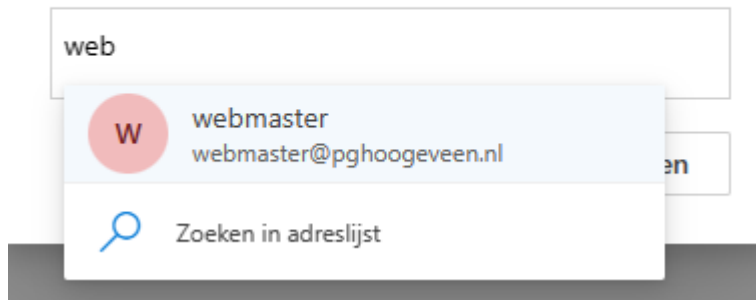 web
W
webmaster
webmaster@pghoogeveen.nl
en
Zoeken in adreslijst